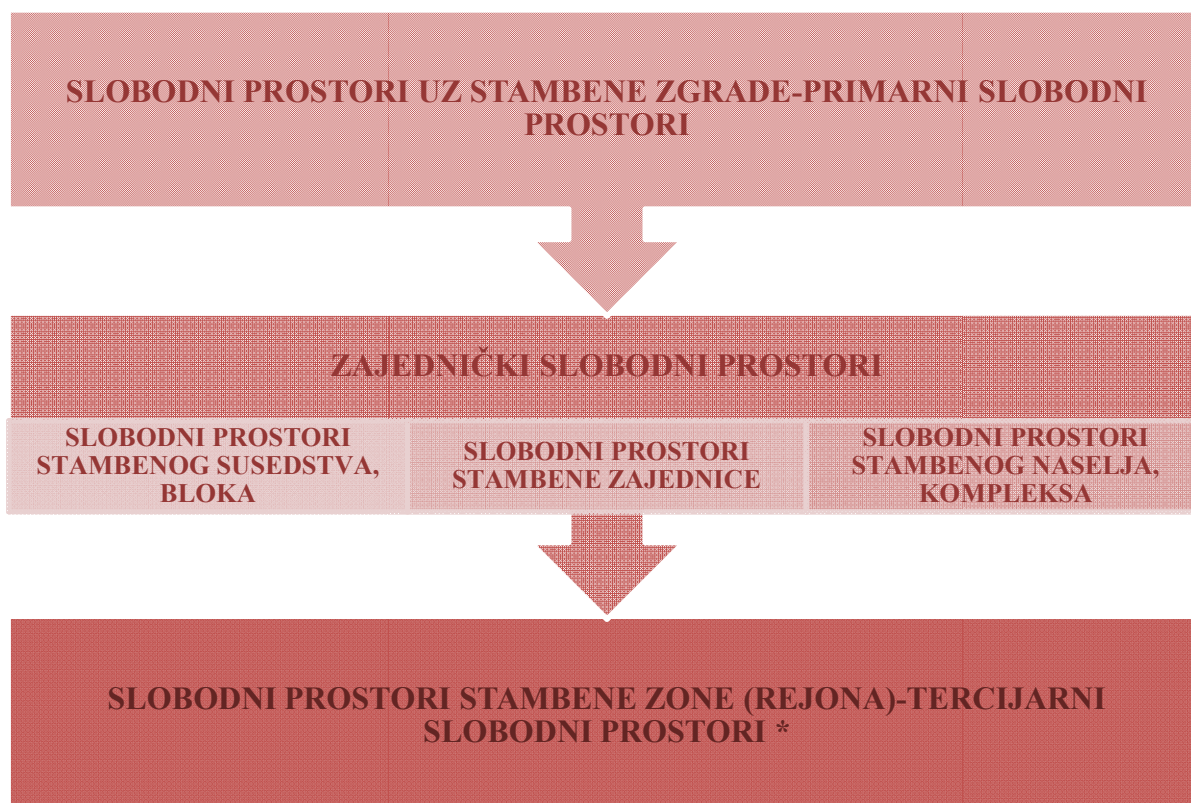 SLOBODNI PROSTORI UZ STAMBENE ZGRADE-PRIMARNI SLOBODNI
PROSTORI
ZAJEDNIČKI SLOBODNI PROSTORI
SLOBODNI PROSTORI
STAMBENOG SUSEDSTVA,
BLOKA
SLOBODNI PROSTORI
STAMBENE ZAJEDNICE
SLOBODNI PROSTORI
STAMBENOG NASELJA,
KOMPLEKSA
SLOBODNI PROSTORI STAMBENE ZONE (REJONA)-TERCIJARNI
SLOBODNI PROSTORI *